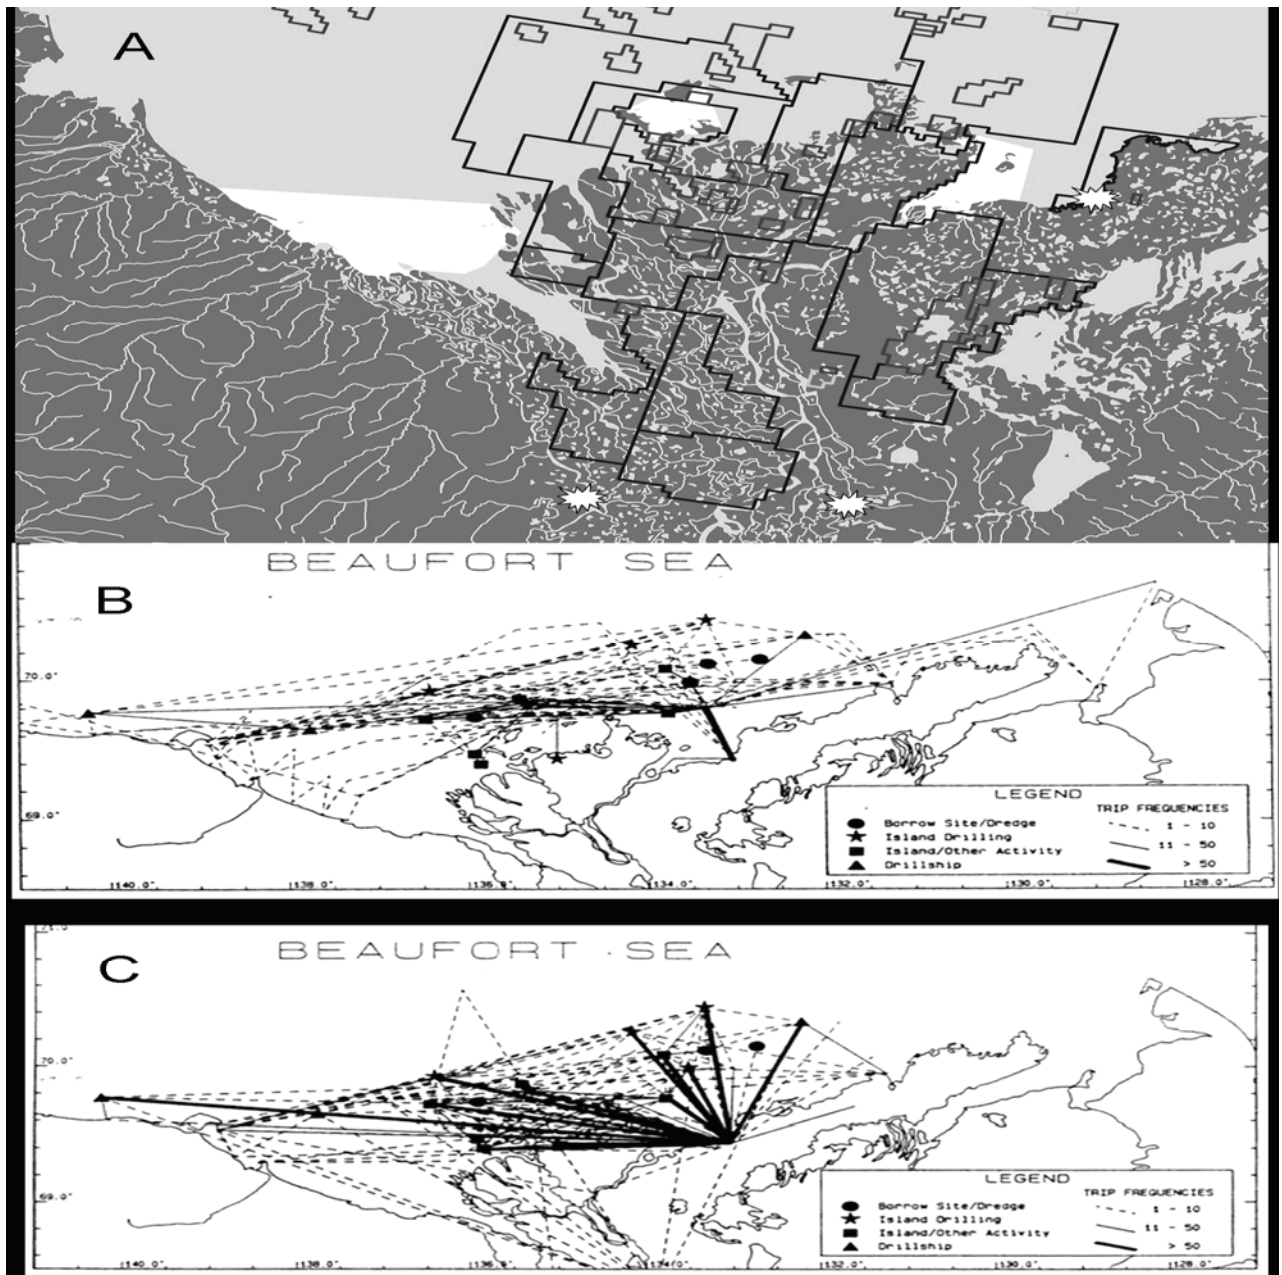 A
BEAUFORT SEA
B
70.0°
69.0°
LEGEND
TRIP FREQUENCIES
Borrow Site/Dredge
1 - 10
Island Drilling
11 - 50
Island/Other Activity
> 50
Drillship
140.0° 138.0° 136.0° 134.0° 132.0° 130.0° 128.0°
71.0
BEAUFORT SEA
C
70.0°
69.0°
LEGEND
TRIP FREQUENCIES
Borrow Site/Dredge
1 - 10
Island Drilling
11 - 50
Island/Other Activity
> 50
Drillship
140.0° 138.0° 136.0° 134.0° 132.0° 130.0° 128.0°